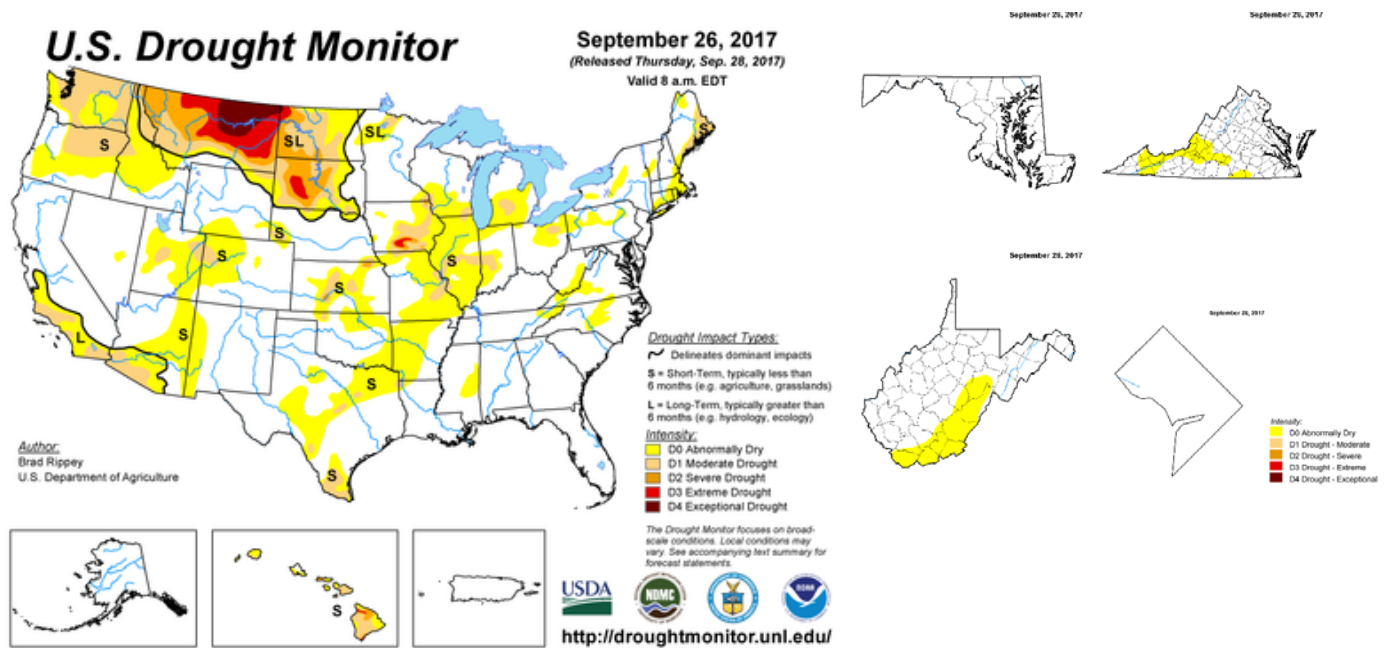 U.S. Drought Monitor
September 26, 2017
(Released Thursday, Sep. 28, 2017)
Valid 8 a.m. EDT
S
SL
SL
S
S
S
S
S
S
L
S
S
Drought Impact Types:
Delineates dominant impacts
S = Short-Term, typically less than
6 months (e.g. agriculture, grasslands)
L = Long-Term, typically greater than
6 months (e.g. hydrology, ecology)
Intensity:
D0 Abnormally Dry
D1 Moderate Drought
D2 Severe Drought
D3 Extreme Drought
D4 Exceptional Drought
Author:
Brad Rippey
U.S. Department of Agriculture
S
The Drought Monitor focuses on broad-
scale conditions. Local conditions may
vary. See accompanying text summary for
forecast statements.
USDA
NDMC
NOAA
http://droughtmonitor.unl.edu/
September 26, 2017
September 26, 2017
September 26, 2017
September 26, 2017
Intensity:
D0 Abnormally Dry
D1 Drought - Moderate
D2 Drought - Severe
D3 Drought - Extreme
D4 Drought - Exceptional